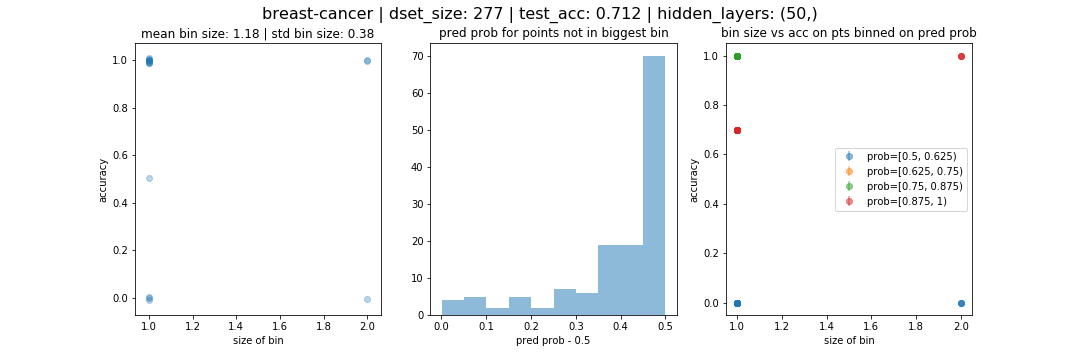 breast-cancer | dset_size: 277 | test_acc: 0.712 | hidden_layers: (50,)
mean bin size: 1.18 | std bin size: 0.38
1.0
0.8
0.6
0.4
0.2
0.0
accuracy
1.0 1.2 1.4 1.6 1.8 2.0
size of bin
pred prob for points not in biggest bin
70
60
50
40
30
20
10
0
0.0 0.1 0.2 0.3 0.4 0.5
pred prob - 0.5
bin size vs acc on pts binned on pred prob
1.0
0.8
0.6
0.4
0.2
0.0
accuracy
prob=[0.5, 0.625)
prob=[0.625, 0.75)
prob=[0.75, 0.875)
prob=[0.875, 1)
1.0 1.2 1.4 1.6 1.8 2.0
size of bin